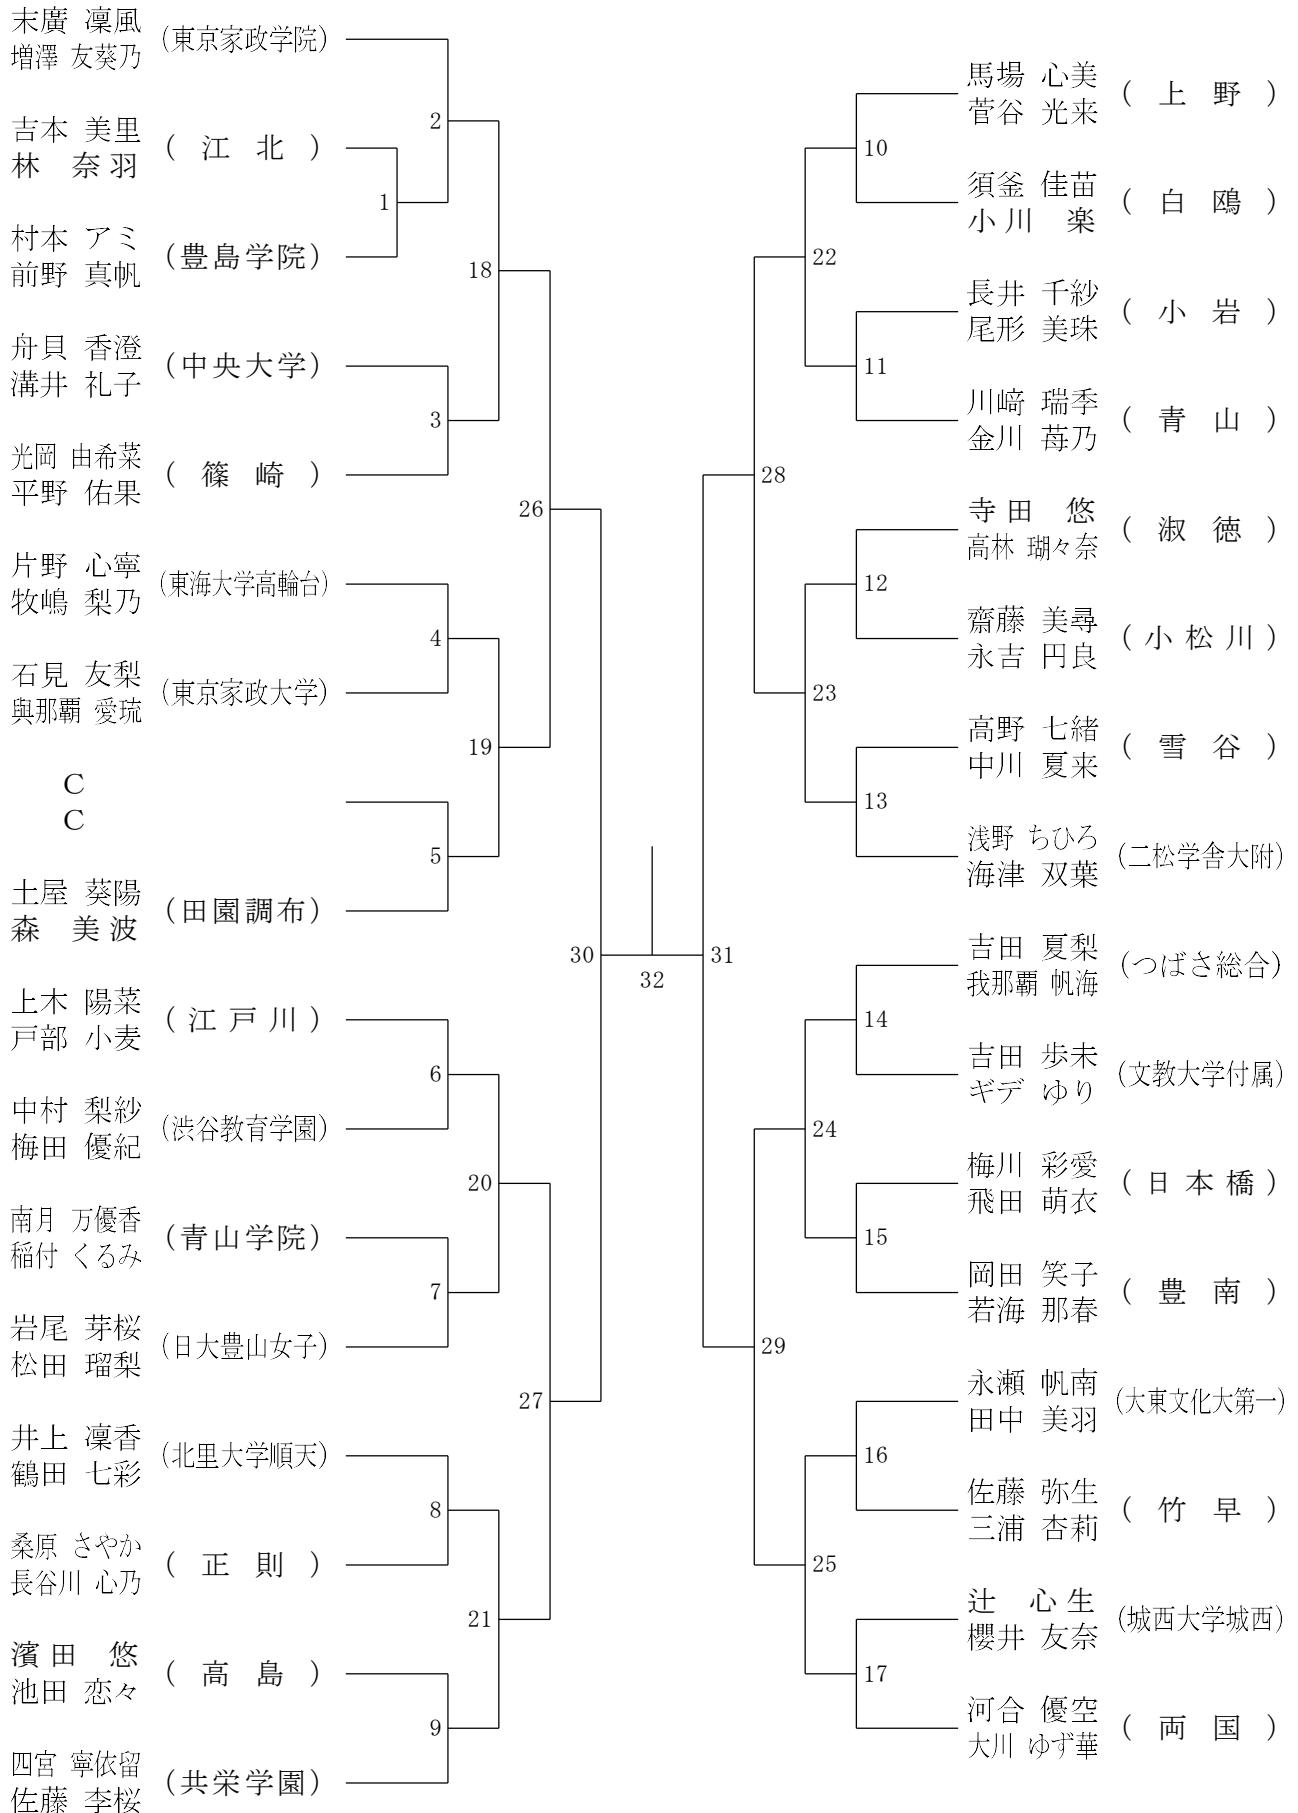 末廣 凜風
増澤 友葵乃
(東京家政学院)
吉本 美里
林 奈羽
( 江 北 )
村本 アミ
前野 真帆
(豊島学院)
舟貝 香澄
溝井 礼子
(中央大学)
光岡 由希菜
平野 佑果
( 篠 崎 )
片野 心寧
牧嶋 梨乃
(東海大学高輪台)
石見 友梨
與那覇 愛琉
(東京家政大学)
C
C
土屋 葵陽
森 美波
(田園調布)
上木 陽菜
戸部 小麦
( 江 戸 川 )
中村 梨紗
梅田 優紀
(渋谷教育学園)
南月 万優香
稲付 くるみ
(青山学院)
岩尾 芽桜
松田 瑠梨
(日大豊山女子)
井上 凜香
鶴田 七彩
(北里大学順天)
桑原 さやか
長谷川 心乃
( 正 則 )
濱田 悠
池田 恋々
( 高 島 )
四宮 寧依留
佐藤 李桜
(共栄学園)
1
2
3
4
5
6
7
8
9
18
19
20
21
26
27
30
32
31
28
29
22
23
24
25
10
11
12
13
14
15
16
17
馬場 心美
菅谷 光来
( 上 野 )
須釜 佳苗
小川 楽
( 白 鴎 )
長井 千紗
尾形 美珠
( 小 岩 )
川﨑 瑞季
金川 苺乃
( 青 山 )
寺田 悠
高林 瑚々奈
( 淑 徳 )
齋藤 美尋
永吉 円良
( 小 松 川 )
高野 七緒
中川 夏来
( 雪 谷 )
浅野 ちひろ
海津 双葉
(二松学舎大附)
吉田 夏梨
我那覇 帆海
(つばさ総合)
吉田 歩未
ギデ ゆり
(文教大学付属)
梅川 彩愛
飛田 萌衣
( 日 本 橋 )
岡田 笑子
若海 那春
( 豊 南 )
永瀬 帆南
田中 美羽
(大東文化大第一)
佐藤 弥生
三浦 杏莉
( 竹 早 )
辻 心生
櫻井 友奈
(城西大学城西)
河合 優空
大川 ゆず華
( 両 国 )